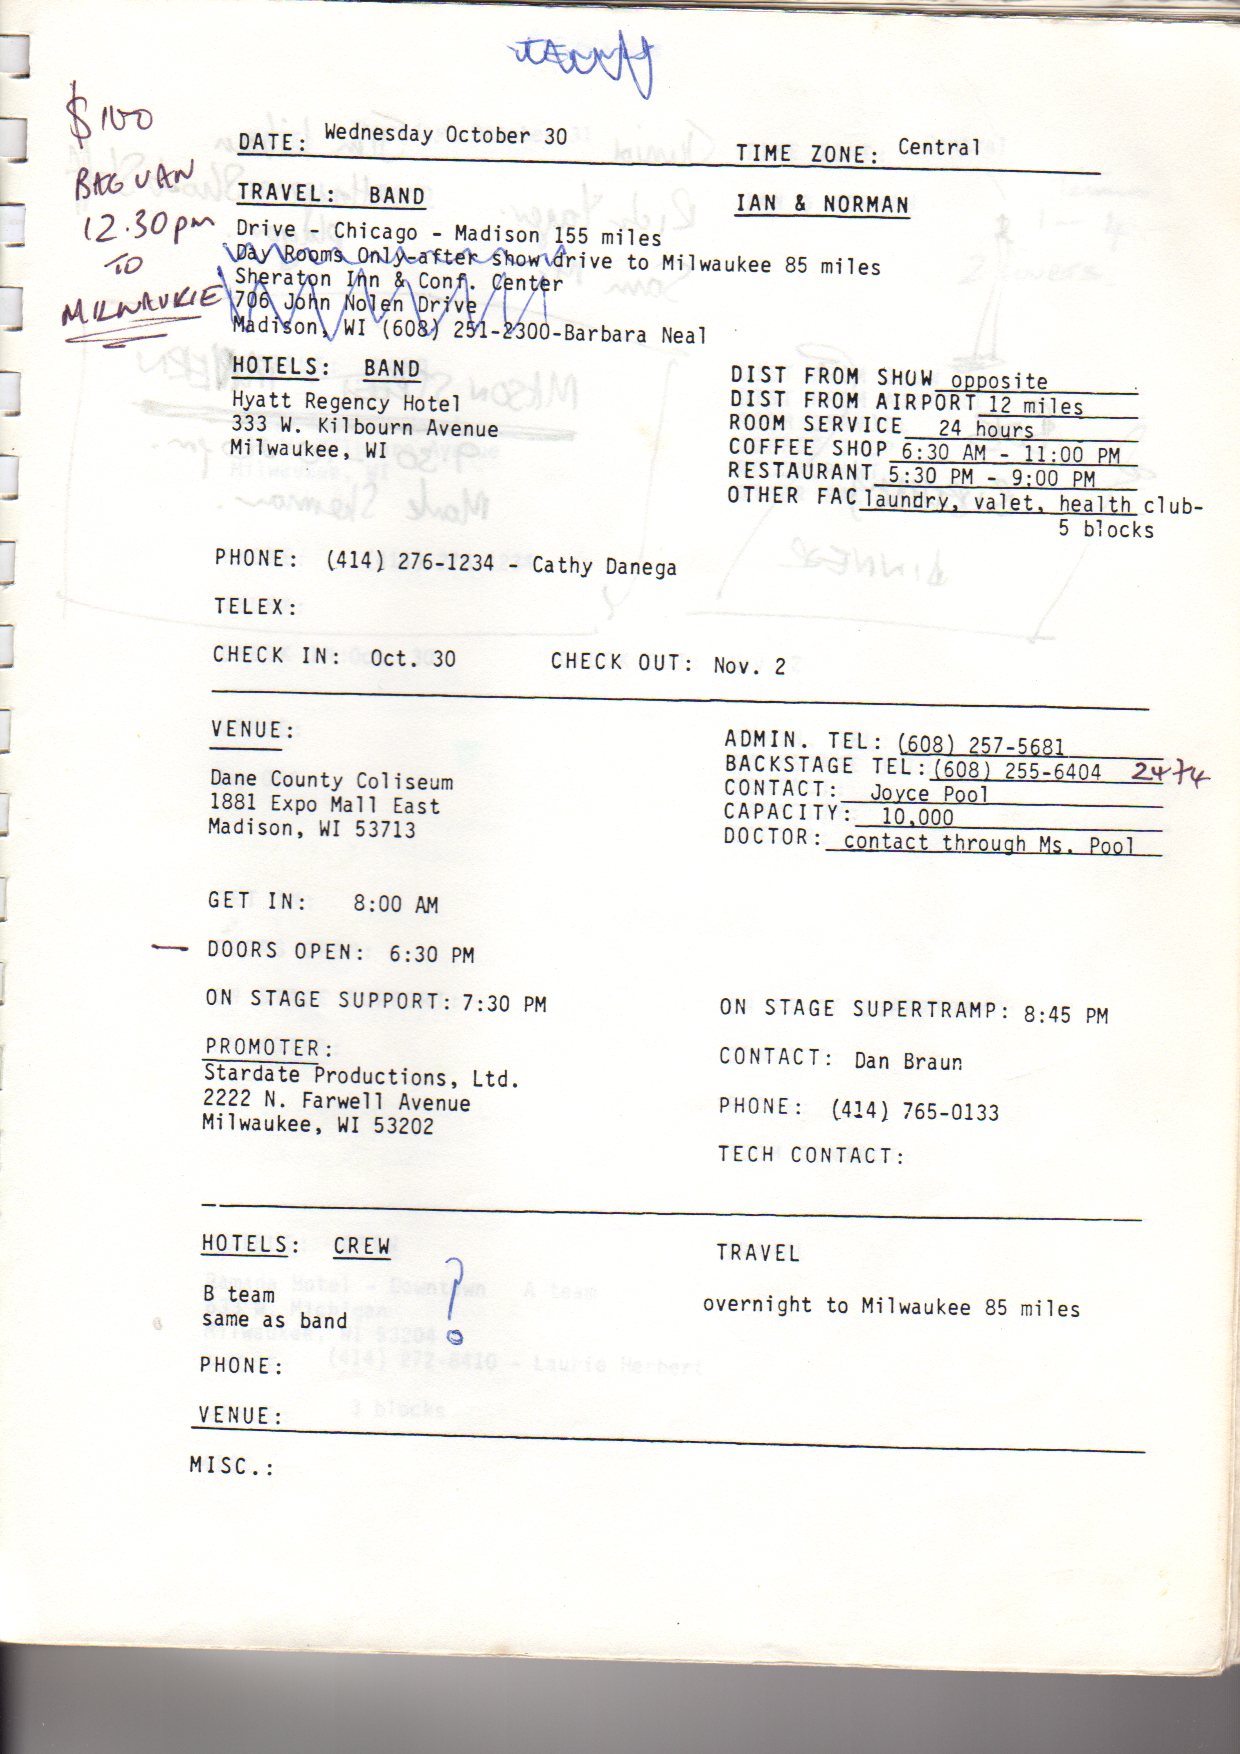 $100
BAG VAN
12.30pm
TO
MILWAUKIE
DATE: Wednesday October 30 TIME ZONE: Central
TRAVEL: BAND IAN & NORMAN
Drive - Chicago - Madison 155 miles
Day Rooms Only-after show drive to Milwaukee 85 miles
Sheraton Inn & Conf. Center
706 John Nolen Drive
Madison, WI (608) 251-2300-Barbara Neal
HOTELS: BAND
Hyatt Regency Hotel
333 W. Kilbourn Avenue
Milwaukee, WI
DIST FROM SHOW opposite
DIST FROM AIRPORT 12 miles
ROOM SERVICE 24 hours
COFFEE SHOP 6:30 AM - 11:00 PM
RESTAURANT 5:30 PM - 9:00 PM
OTHER FAC laundry, valet, health club-
5 blocks
PHONE: (414) 276-1234 - Cathy Danega
TELEX:
CHECK IN: Oct. 30 CHECK OUT: Nov. 2
VENUE:
Dane County Coliseum
1881 Expo Mall East
Madison, WI 53713
ADMIN. TEL: (608) 257-5681
BACKSTAGE TEL: (608) 255-6404 2474
CONTACT: Joyce Pool
CAPACITY: 10,000
DOCTOR: contact through Ms. Pool
GET IN: 8:00 AM
— DOORS OPEN: 6:30 PM
ON STAGE SUPPORT: 7:30 PM ON STAGE SUPERTRAMP: 8:45 PM
PROMOTER:
Stardate Productions, Ltd.
2222 N. Farwell Avenue
Milwaukee, WI 53202
CONTACT: Dan Braun
PHONE: (414) 765-0133
TECH CONTACT:
HOTELS: CREW TRAVEL
B team
same as band ?
overnight to Milwaukee 85 miles
PHONE:
VENUE:
MISC.: